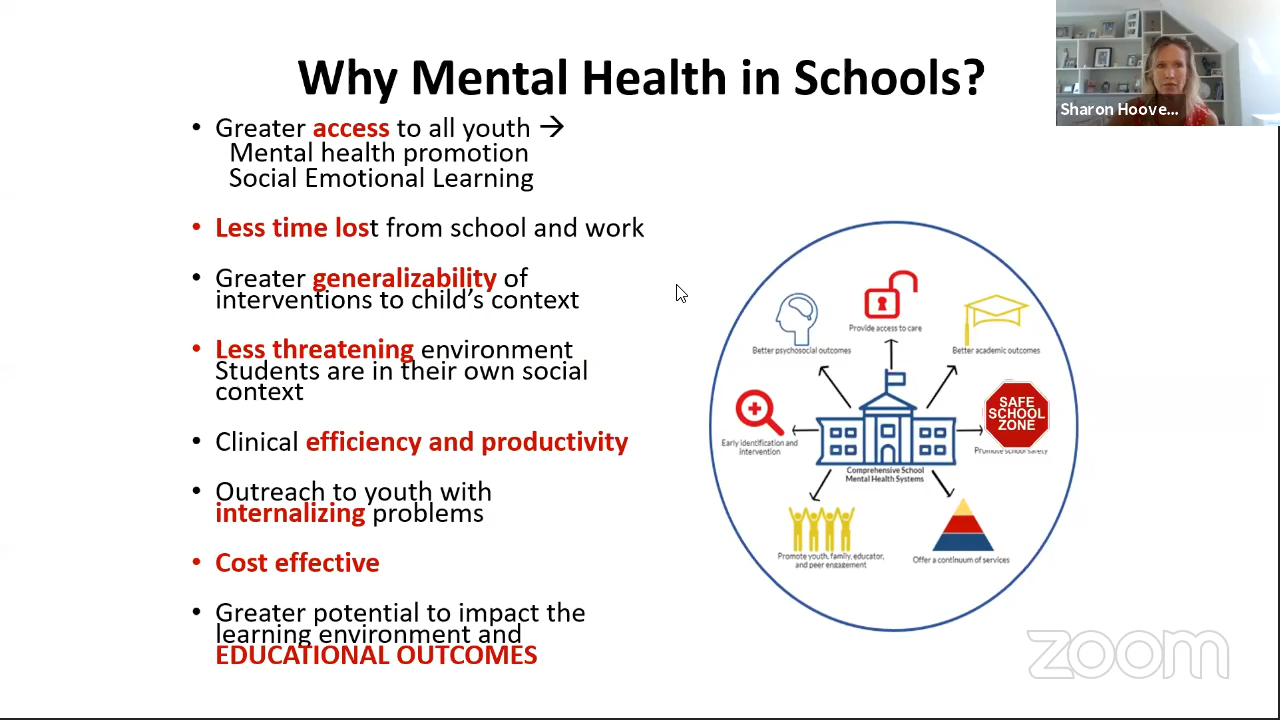 Why Mental Health in Schools?
Sharon Hoove...
• Greater access to all youth →
Mental health promotion
Social Emotional Learning
• Less time lost from school and work
• Greater generalizability of
interventions to child's context
• Less threatening environment
Students are in their own social
context
• Clinical efficiency and productivity
• Outreach to youth with
internalizing problems
• Cost effective
• Greater potential to impact the
learning environment and
EDUCATIONAL OUTCOMES
Provide access to care
Better psychosocial outcomes
Better academic outcomes
SAFE
SCHOOL
ZONE
Early identification and
intervention
Promote school safety
Comprehensive School
Mental Health Systems
Promote youth, family, educator,
and peer engagement
Offer a continuum of services
zoom